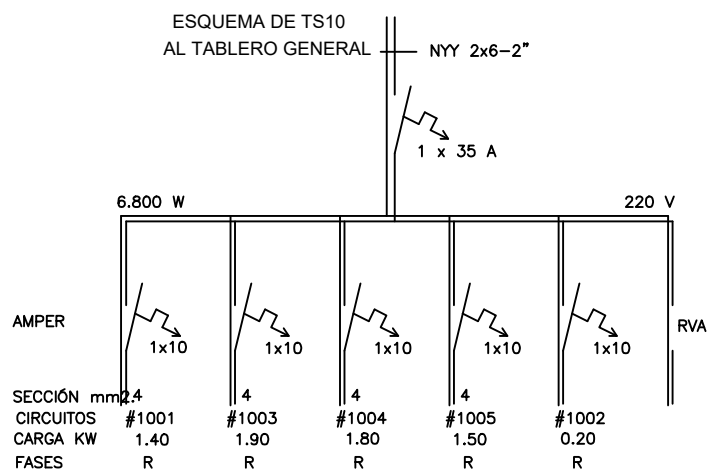 ESQUEMA DE TS10
AL TABLERO GENERAL NYY 2x6-2"
1 x 35 A
6.800 W 220 V
AMPER 1x10 1x10 1x10 1x10 1x10 RVA
SECCIÓN mm2. 4 4 4 4
CIRCUITOS #1001 #1003 #1004 #1005 #1002
CARGA KW 1.40 1.90 1.80 1.50 0.20
FASES R R R R R